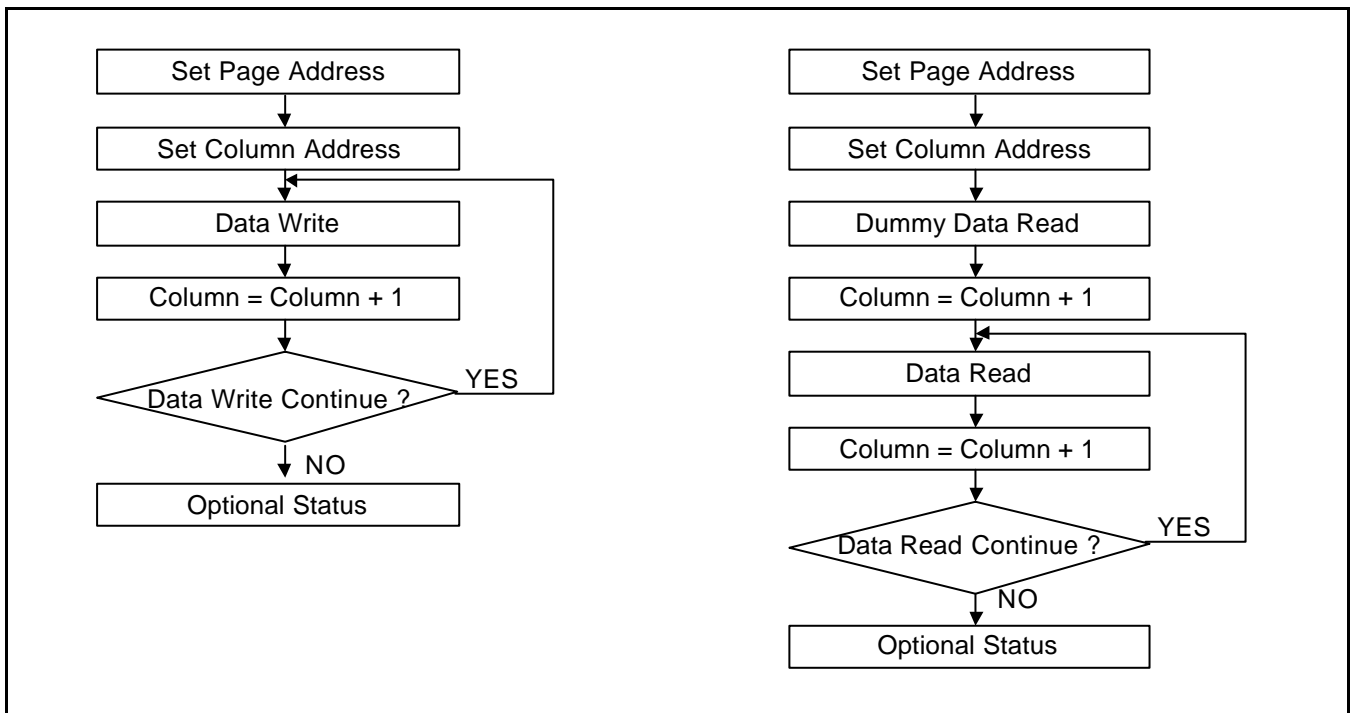 Set Page Address
Set Column Address
Data Write
Column = Column + 1
Data Write Continue ?
YES
NO
Optional Status
Set Page Address
Set Column Address
Dummy Data Read
Column = Column + 1
Data Read
Column = Column + 1
Data Read Continue ?
YES
NO
Optional Status